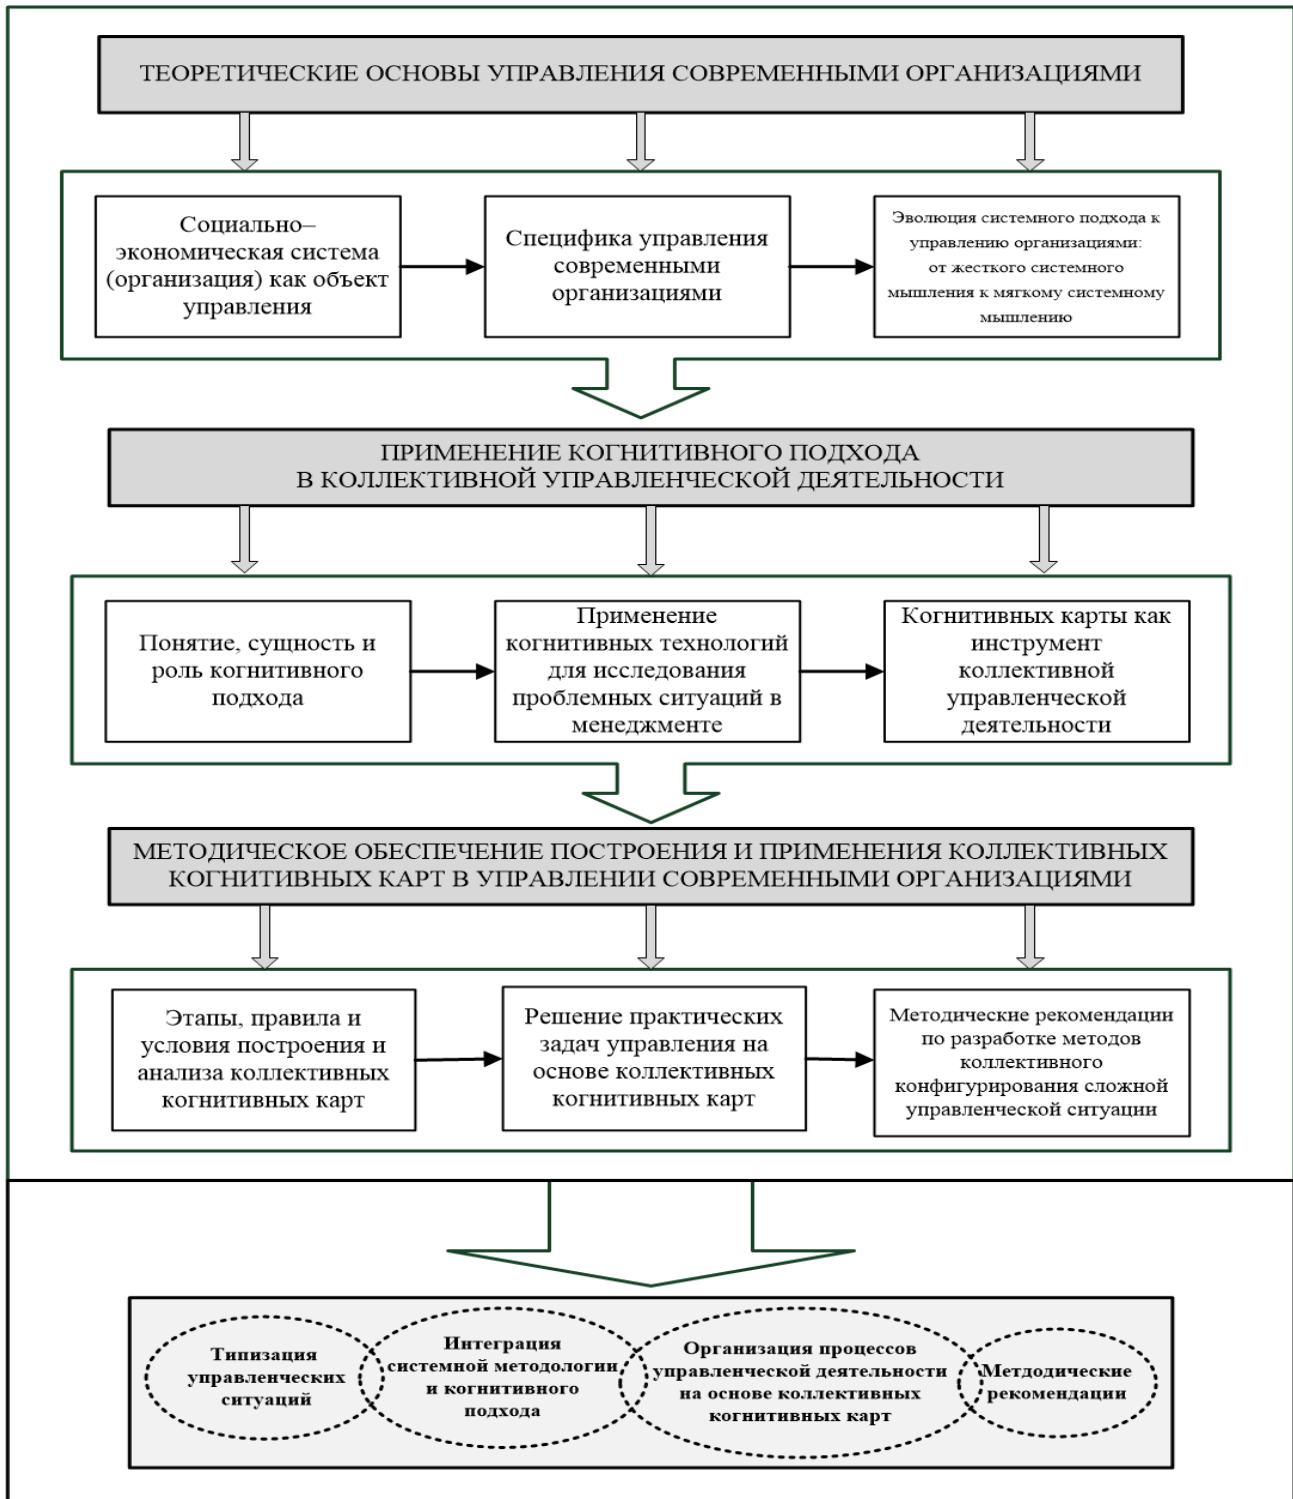 ТЕОРЕТИЧЕСКИЕ ОСНОВЫ УПРАВЛЕНИЯ СОВРЕМЕННЫМИ ОРГАНИЗАЦИЯМИ
Социально–
экономическая система
(организация) как объект
управления
Специфика управления
современными
организациями
Эволюция системного подхода к
управлению организациями:
от жесткого системного
мышления к мягкому системному
мышлению
ПРИМЕНЕНИЕ КОГНИТИВНОГО ПОДХОДА
В КОЛЛЕКТИВНОЙ УПРАВЛЕНЧЕСКОЙ ДЕЯТЕЛЬНОСТИ
Понятие, сущность и
роль когнитивного
подхода
Применение
когнитивных технологий
для исследования
проблемных ситуаций в
менеджменте
Когнитивных карты как
инструмент
коллективной
управленческой
деятельности
МЕТОДИЧЕСКОЕ ОБЕСПЕЧЕНИЕ ПОСТРОЕНИЯ И ПРИМЕНЕНИЯ КОЛЛЕКТИВНЫХ
КОГНИТИВНЫХ КАРТ В УПРАВЛЕНИИ СОВРЕМЕННЫМИ ОРГАНИЗАЦИЯМИ
Этапы, правила и
условия построения и
анализа коллективных
когнитивных карт
Решение практических
задач управления на
основе коллективных
когнитивных карт
Методические рекомендации
по разработке методов
коллективного
конфигурирования сложной
управленческой ситуации
Типизация
управленческих
ситуаций
Интеграция
системной методологии
и когнитивного
подхода
Организация процессов
управленческой деятельности
на основе коллективных
когнитивных карт
Метдодические
рекомендации